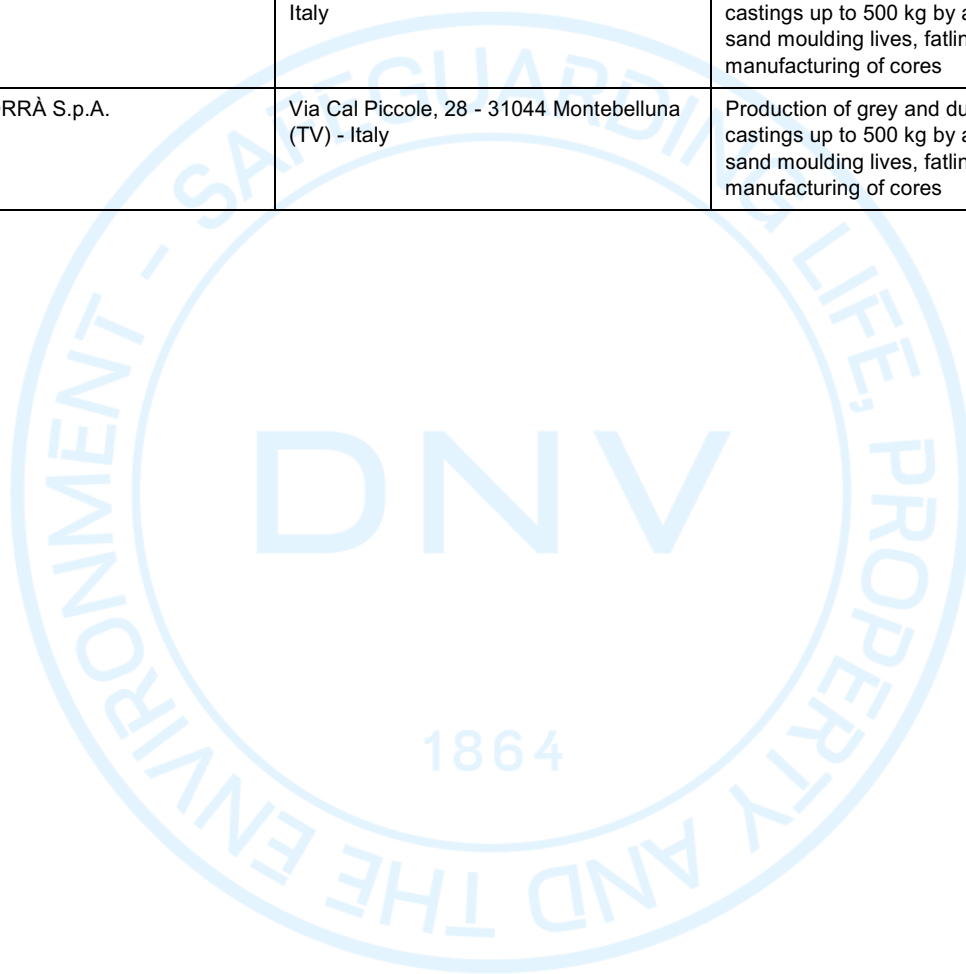 Italy
castings up to 500 kg by a
sand moulding lives, fatlin
manufacturing of cores
RRÀ S.p.A.
Via Cal Piccole, 28 - 31044 Montebelluna
(TV) - Italy
Production of grey and du
castings up to 500 kg by a
sand moulding lives, fatlin
manufacturing of cores
SAFEGUARDING LIFE, PROPERTY AND THE ENVIRONMENT -
DNV
1864